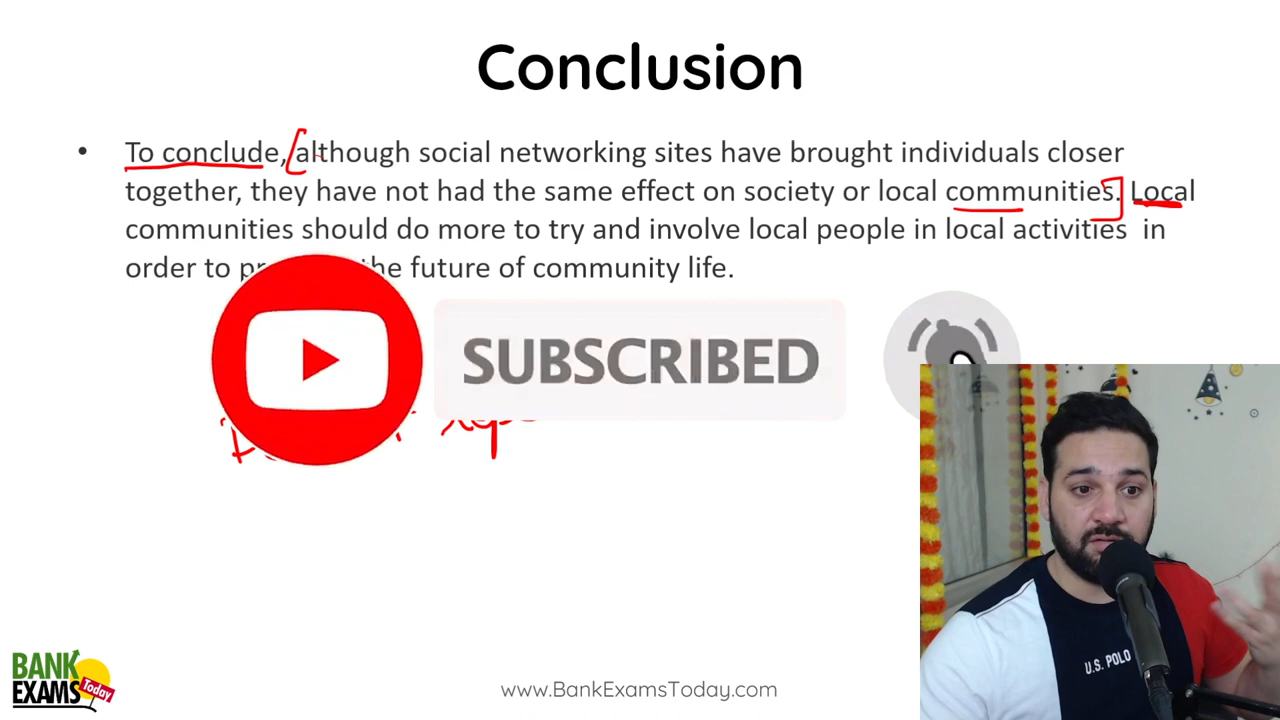 Conclusion
• To conclude, although social networking sites have brought individuals closer
together, they have not had the same effect on society or local communities. Local
communities should do more to try and involve local people in local activities in
order to the future of community life.
SUBSCRIBED
U.S. POLO
BANK
EXAMS
Today
www.BankExamsToday.com